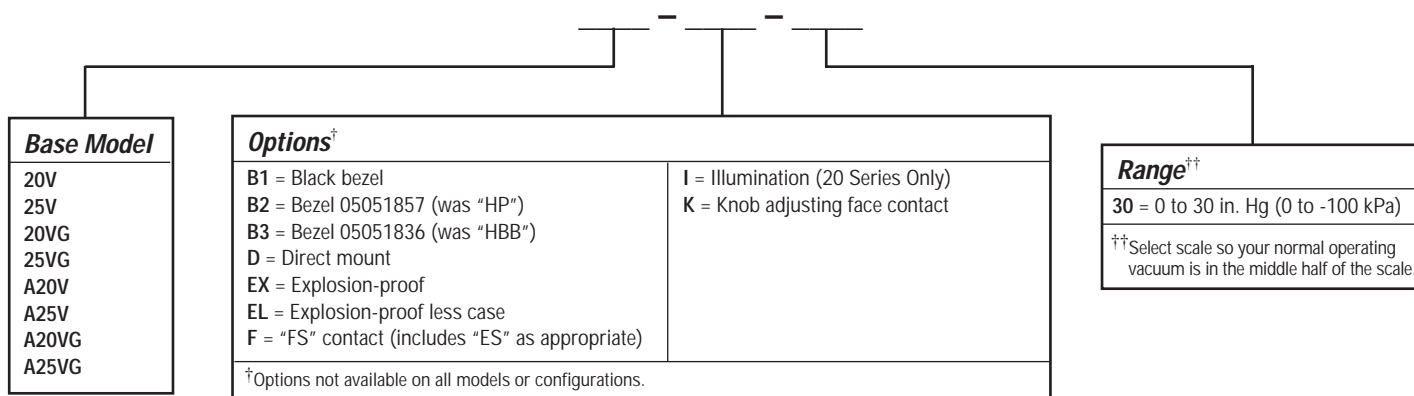 ___ – ___ – ___
Base Model
20V
25V
20VG
25VG
A20V
A25V
A20VG
A25VG
Options†
B1 = Black bezel
B2 = Bezel 05051857 (was "HP")
B3 = Bezel 05051836 (was "HBB")
D = Direct mount
EX = Explosion-proof
EL = Explosion-proof less case
F = "FS" contact (includes "ES" as appropriate)
I = Illumination (20 Series Only)
K = Knob adjusting face contact
†Options not available on all models or configurations.
Range††
30 = 0 to 30 in. Hg (0 to -100 kPa)
††Select scale so your normal operating
vacuum is in the middle half of the scale.